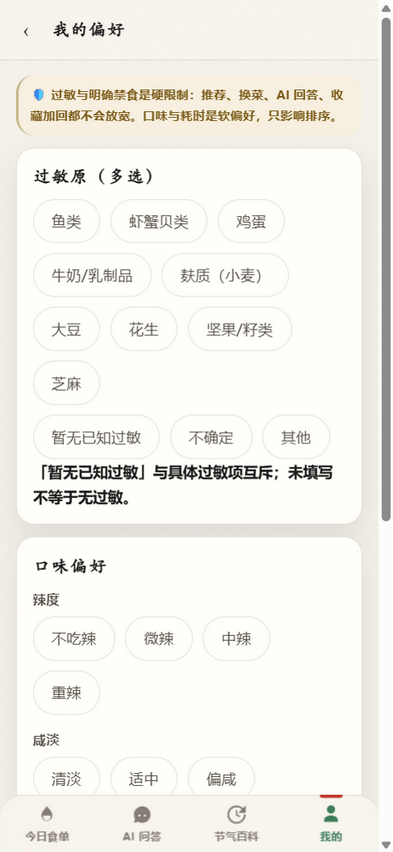 ‹ 我的偏好
过敏与明确禁食是硬限制：推荐、换菜、AI 回答、收
藏加回都不会放宽。口味与耗时是软偏好，只影响排序。
过敏原（多选）
鱼类 虾蟹贝类 鸡蛋
牛奶/乳制品 麸质（小麦）
大豆 花生 坚果/籽类
芝麻
暂无已知过敏 不确定 其他
「暂无已知过敏」与具体过敏项互斥；未填写
不等于无过敏。
口味偏好
辣度
不吃辣 微辣 中辣
重辣
咸淡
清淡 适中 偏咸
今日食单 AI 问答 节气百科 我的